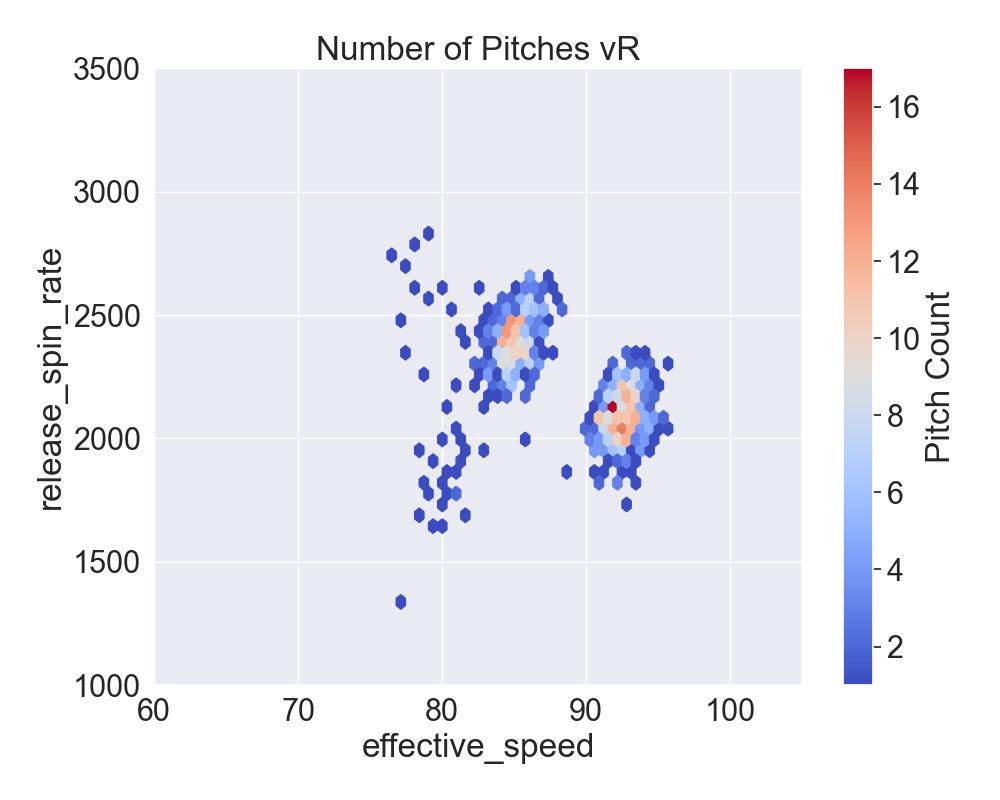 Number of Pitches vR
3500
3000
2500
2000
1500
1000
release_spin_rate
60 70 80 90 100
effective_speed
16
14
12
10
8
6
4
2
Pitch Count